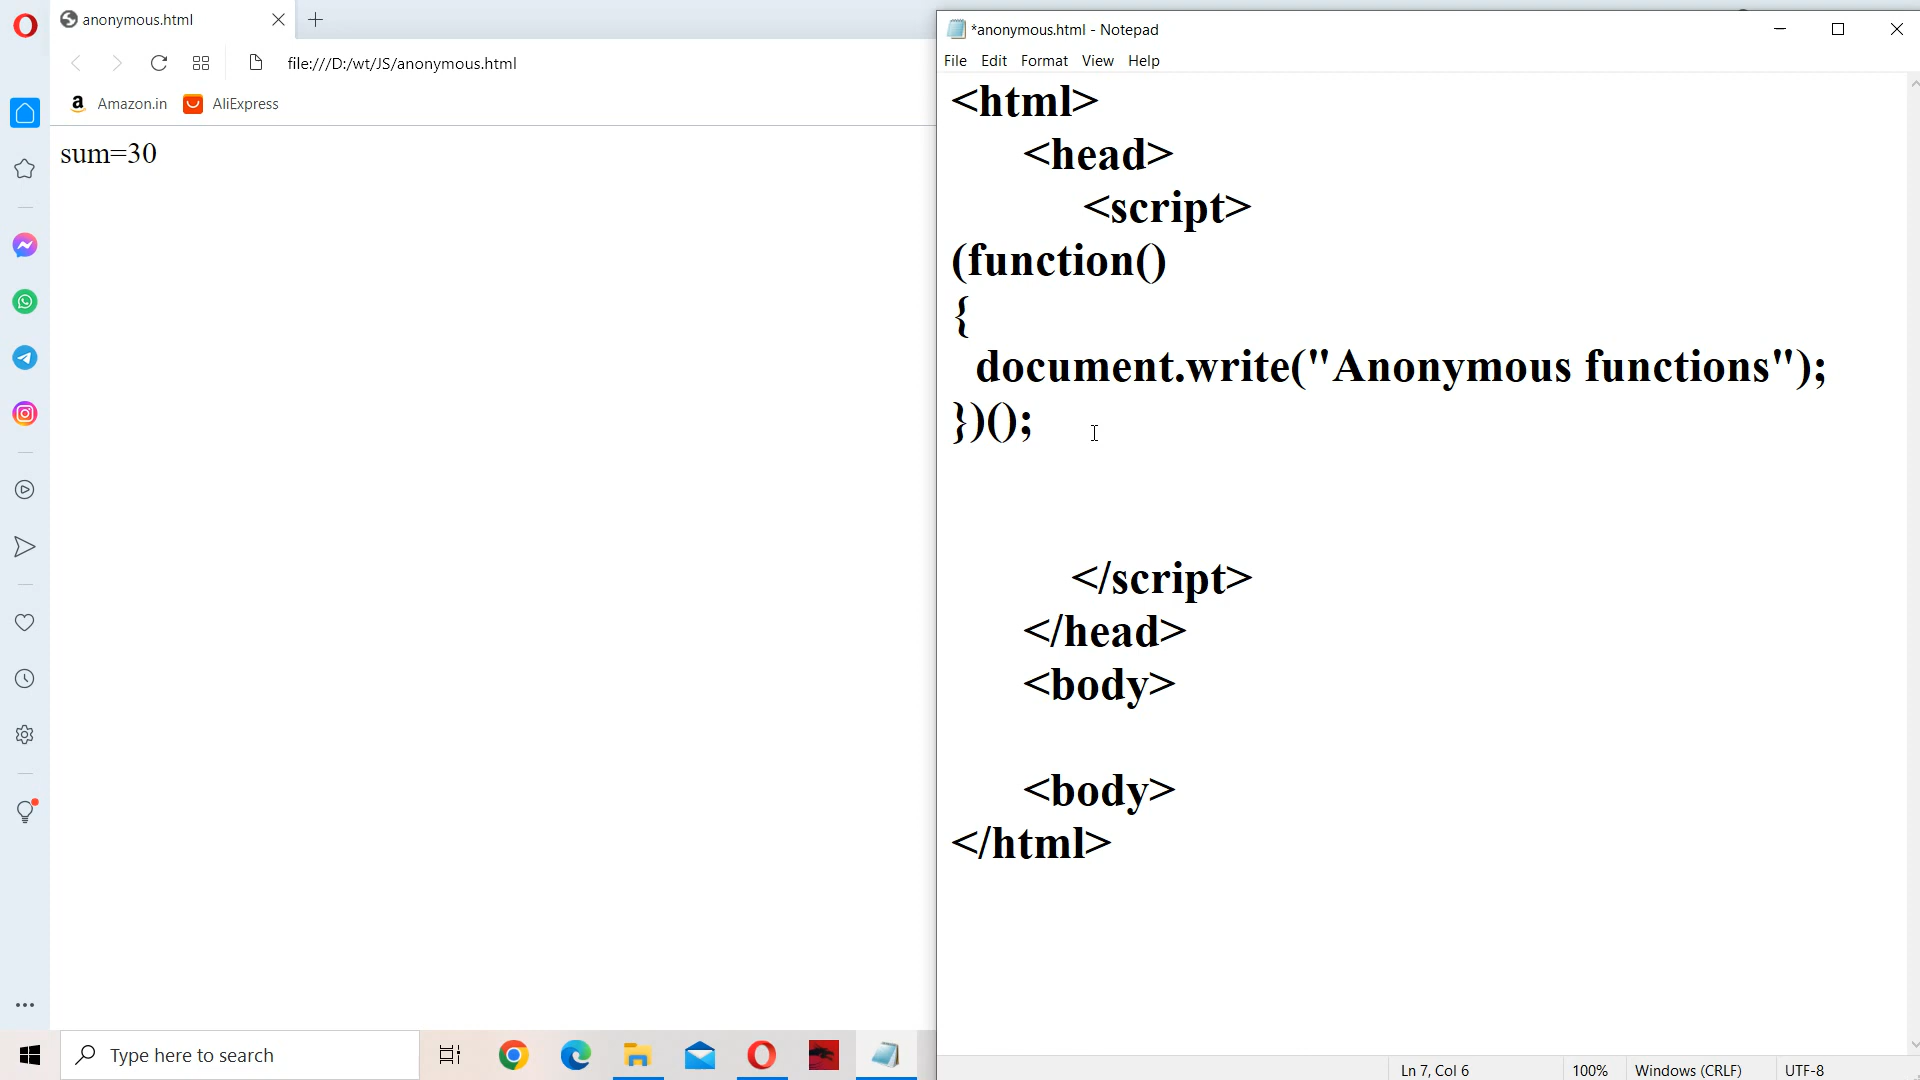 anonymous.html
file:///D:/wt/JS/anonymous.html
a Amazon.in AliExpress
sum=30
Type here to search
*anonymous.html - Notepad
File Edit Format View Help
<html>
<head>
<script>
(function()
{
document.write("Anonymous functions");
})();
</script>
</head>
<body>
<body>
</html>
Ln 7, Col 6 100% Windows (CRLF) UTF-8